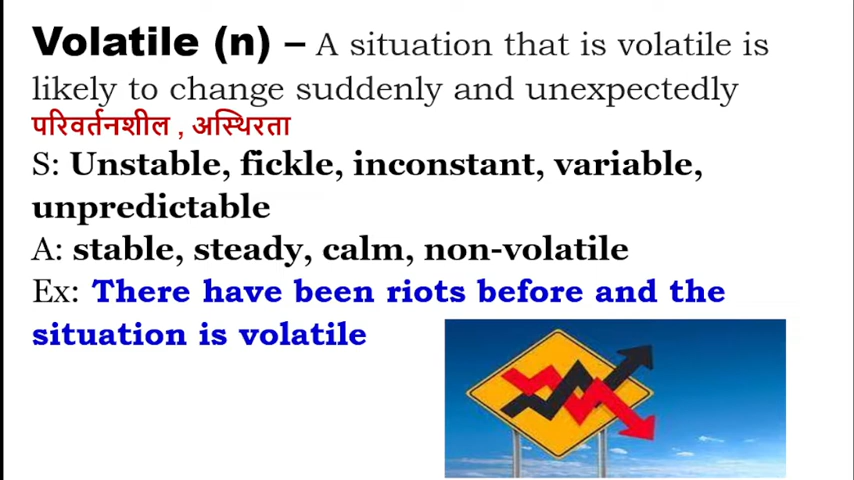 Volatile (n) – A situation that is volatile is
likely to change suddenly and unexpectedly
परिवर्तनशील , अस्थिरता
S: Unstable, fickle, inconstant, variable,
unpredictable
A: stable, steady, calm, non-volatile
Ex: There have been riots before and the
situation is volatile